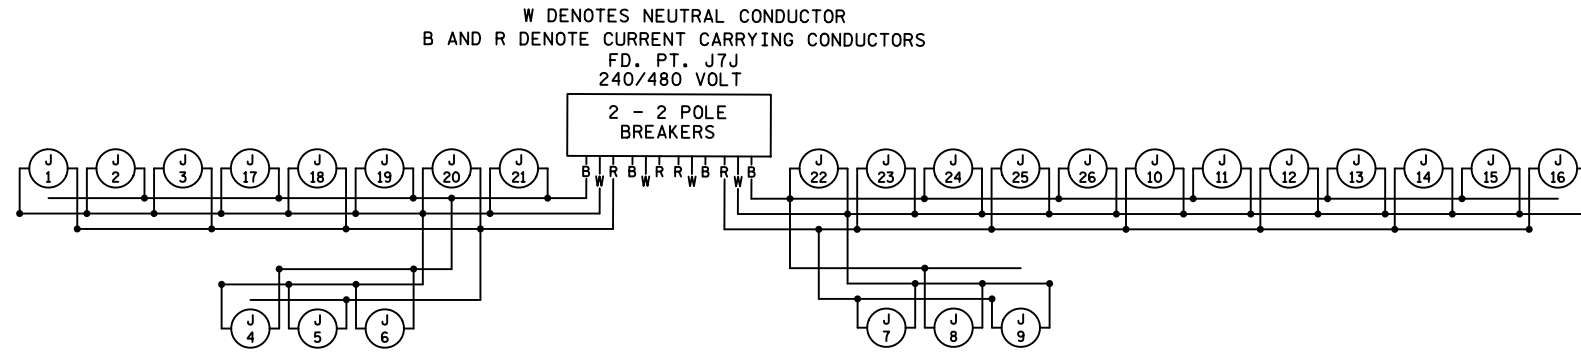 W DENOTES NEUTRAL CONDUCTOR
B AND R DENOTE CURRENT CARRYING CONDUCTORS
FD. PT. J7J
240/480 VOLT
2 - 2 POLE
BREAKERS
B W R B W R R W B R W B
J 1
J 2
J 3
J 17
J 18
J 19
J 20
J 21
J 22
J 23
J 24
J 25
J 26
J 10
J 11
J 12
J 13
J 14
J 15
J 16
J 4
J 5
J 6
J 7
J 8
J 9